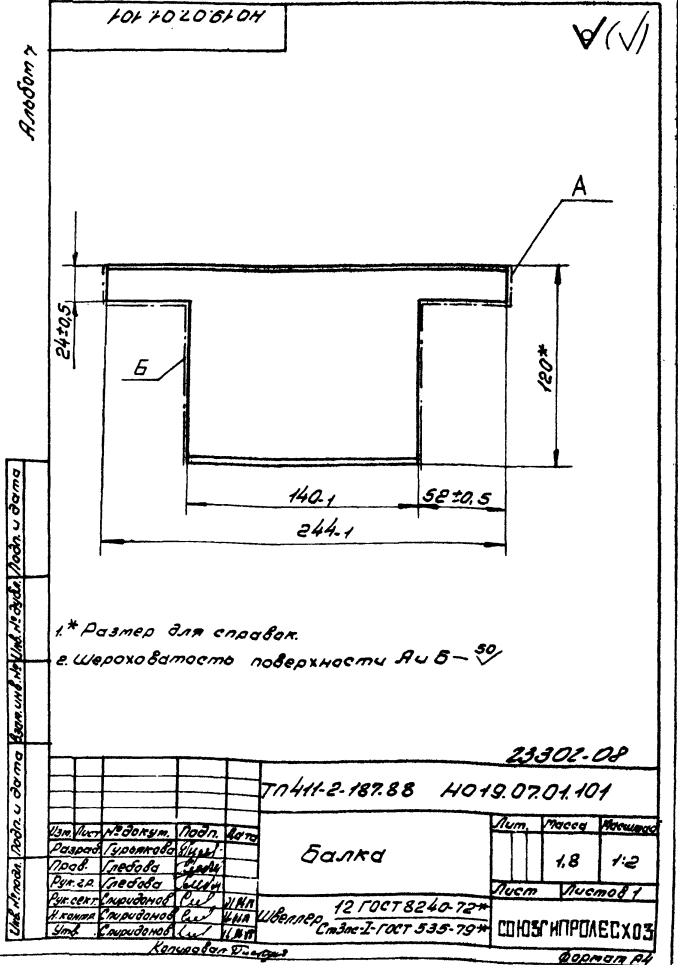 НО19.07.01.101
Альбом 7
(√)
А
24±0,5
Б
120*
140-1
52±0,5
244-1
1.* Размер для справок.
2. Шероховатость поверхности А и Б — 50
23302-08
ТП 411-2-187.88 НО19.07.01.101
Изм. Лист № докум. Подп. Дата
Разраб. Гурьянова
Пров. Глебова
Рук. гр. Глебова
Рук. сект. Спиридонов
Н. контр. Спиридонов
Утв. Спиридонов
Балка
Лит. Масса Масштаб
1,8 1:2
Лист Листов 1
Швеллер 12 ГОСТ 8240-72*
Ст3пс-I-ГОСТ 535-79*
СОЮЗГИПРОЛЕСХОЗ
Копировал
Формат А4
Подп. и дата
Инв. № дубл.
Взам. инв. №
Подп. и дата
Инв. № подл.